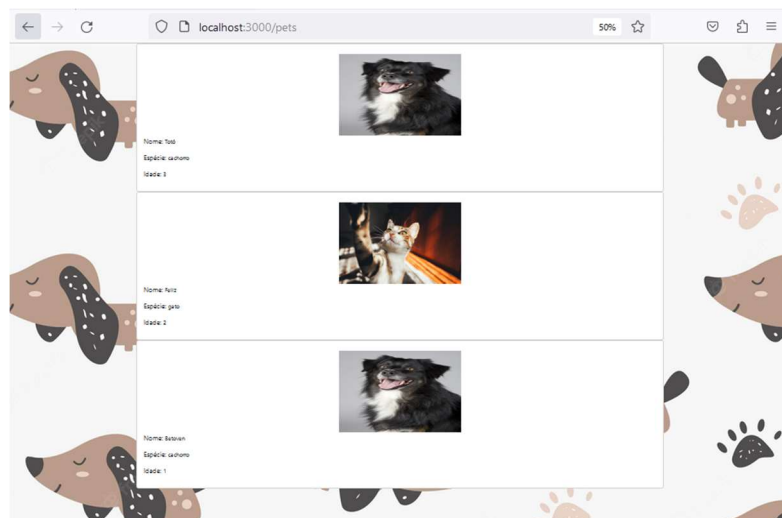 localhost:3000/pets
50%
Nome: Totó
Espécie: cachorro
Idade: 3
Nome: Feliz
Espécie: gato
Idade: 2
Nome: Betoven
Espécie: cachorro
Idade: 1